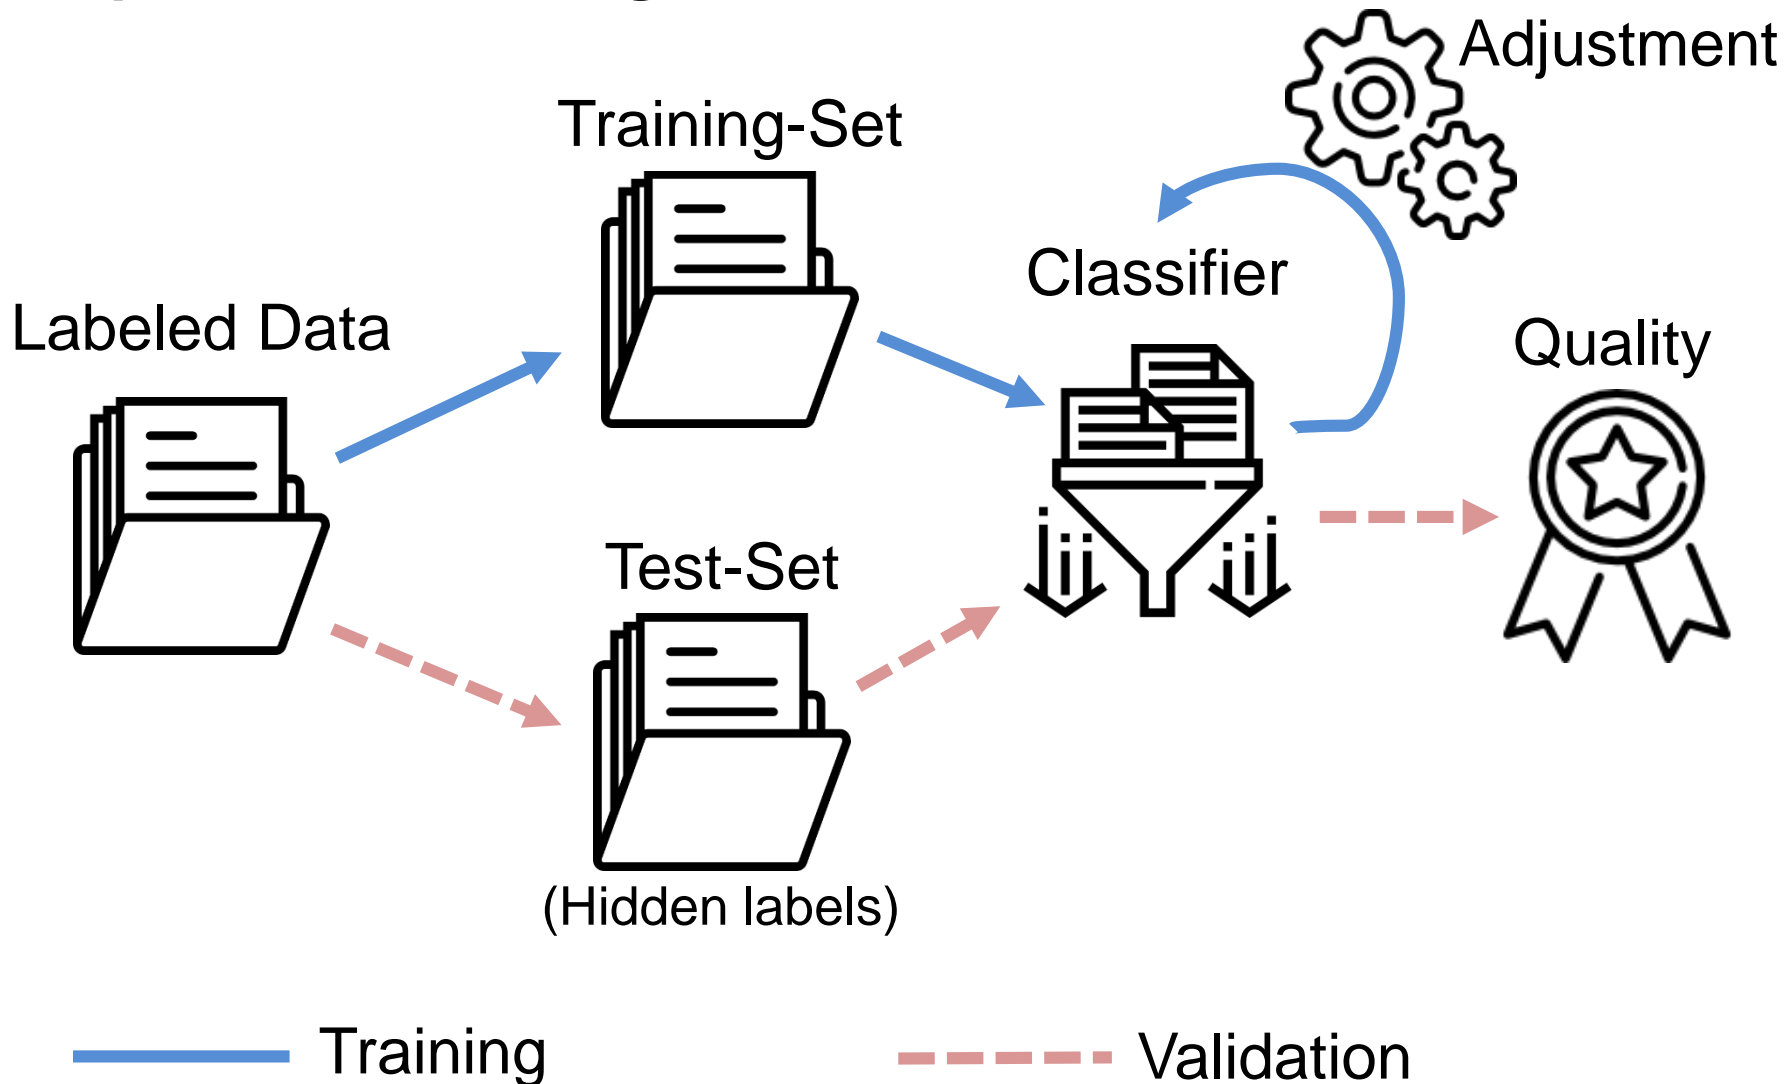 Adjustment
Training-Set
Classifier
Labeled Data
Quality
Test-Set
(Hidden labels)
Training
Validation